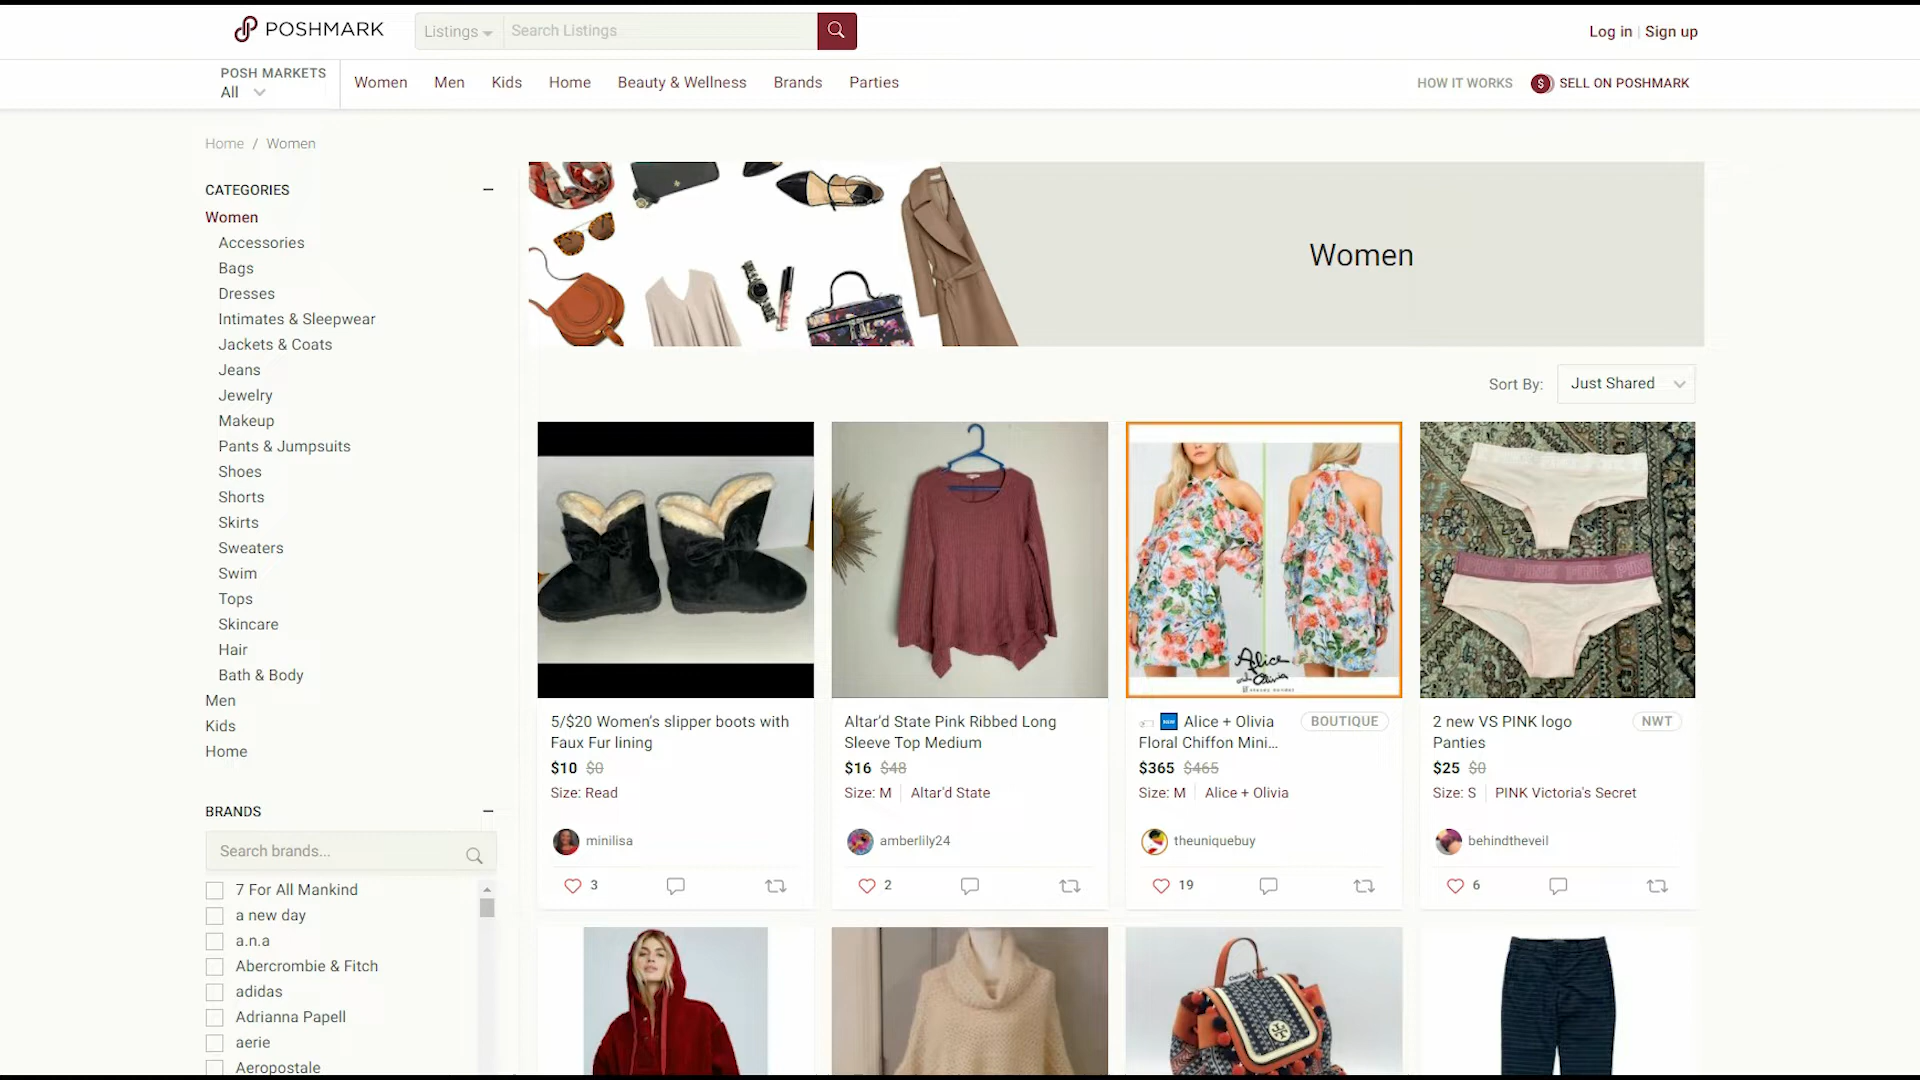 POSHMARK
Listings
Search Listings
Log in | Sign up
POSH MARKETS
All
Women
Men
Kids
Home
Beauty & Wellness
Brands
Parties
HOW IT WORKS
$ SELL ON POSHMARK
Home / Women
CATEGORIES
Women
Accessories
Bags
Dresses
Intimates & Sleepwear
Jackets & Coats
Jeans
Jewelry
Makeup
Pants & Jumpsuits
Shoes
Shorts
Skirts
Sweaters
Swim
Tops
Skincare
Hair
Bath & Body
Men
Kids
Home
BRANDS
Search brands...
7 For All Mankind
a new day
a.n.a
Abercrombie & Fitch
adidas
Adrianna Papell
aerie
Aeropostale
Women
Sort By:
Just Shared
5/$20 Women's slipper boots with
Faux Fur lining
$10 $0
Size: Read
minilisa
3
Altar'd State Pink Ribbed Long
Sleeve Top Medium
$16 $48
Size: M | Altar'd State
amberlily24
2
Alice
and Olivia
Alice + Olivia
Floral Chiffon Mini...
BOUTIQUE
$365 $465
Size: M | Alice + Olivia
theuniquebuy
19
PINK PINK PINK
2 new VS PINK logo
Panties
NWT
$25 $0
Size: S | PINK Victoria's Secret
behindtheveil
6